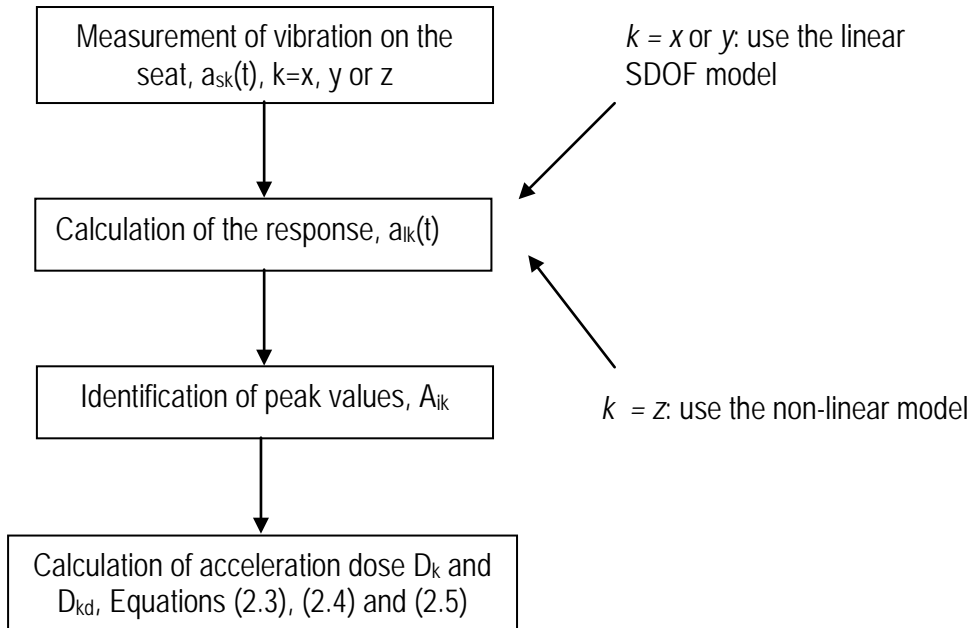 Measurement of vibration on the
seat, aₛₖ(t), k=x, y or z
k = x or y: use the linear
SDOF model
Calculation of the response, aₗₖ(t)
Identification of peak values, Aᵢₖ
k = z: use the non-linear model
Calculation of acceleration dose Dₖ and
Dₖd, Equations (2.3), (2.4) and (2.5)